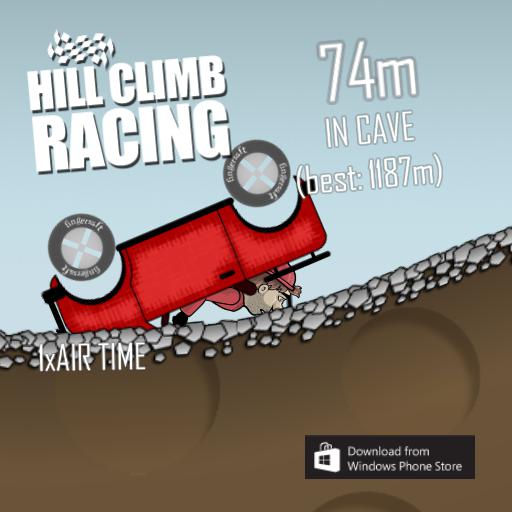 HILL CLIMB
RACING
74m
IN CAVE
(best: 1187m)
fingersoft
fingersoft
fingersoft
fingersoft
1xAIR TIME
Download from
Windows Phone Store